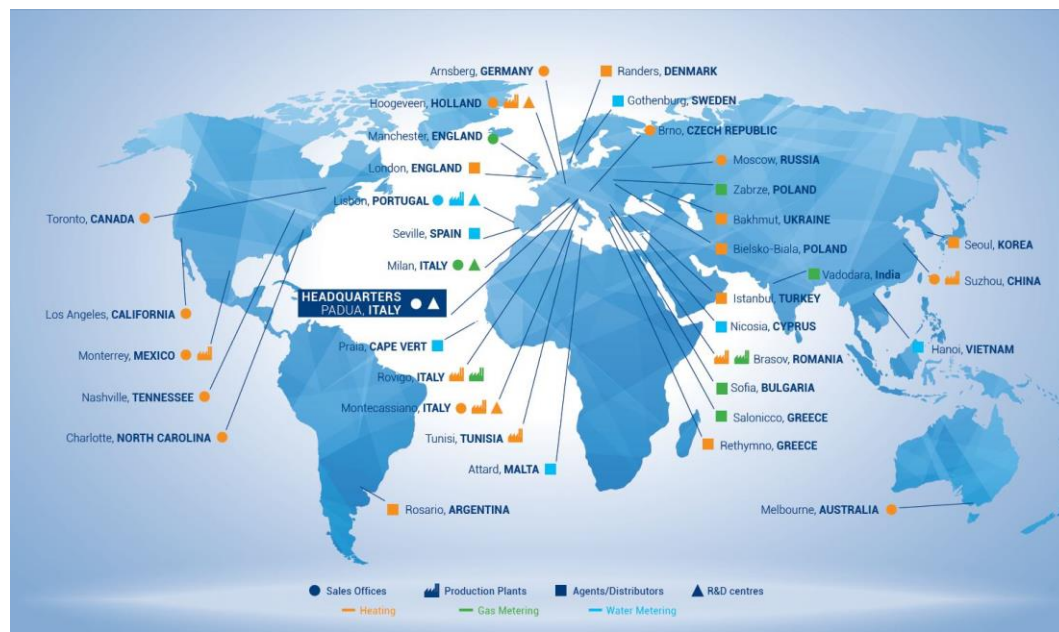 Arnsberg, GERMANY
Randers, DENMARK
Hoogeveen, HOLLAND
Gothenburg, SWEDEN
Manchester, ENGLAND
Brno, CZECH REPUBLIC
London, ENGLAND
Moscow, RUSSIA
Lisbon, PORTUGAL
Zabrze, POLAND
Toronto, CANADA
Bakhmut, UKRAINE
Seville, SPAIN
Bielsko-Biala, POLAND
Seoul, KOREA
Milan, ITALY
Vadodara, India
Suzhou, CHINA
HEADQUARTERS
PADUA, ITALY
Istanbul, TURKEY
Los Angeles, CALIFORNIA
Nicosia, CYPRUS
Praia, CAPE VERT
Hanoi, VIETNAM
Monterrey, MEXICO
Brasov, ROMANIA
Rovigo, ITALY
Sofia, BULGARIA
Nashville, TENNESSEE
Montecassiano, ITALY
Salonicco, GREECE
Charlotte, NORTH CAROLINA
Tunisi, TUNISIA
Rethymno, GREECE
Attard, MALTA
Rosario, ARGENTINA
Melbourne, AUSTRALIA
Sales Offices Production Plants Agents/Distributors R&D centres
Heating Gas Metering Water Metering